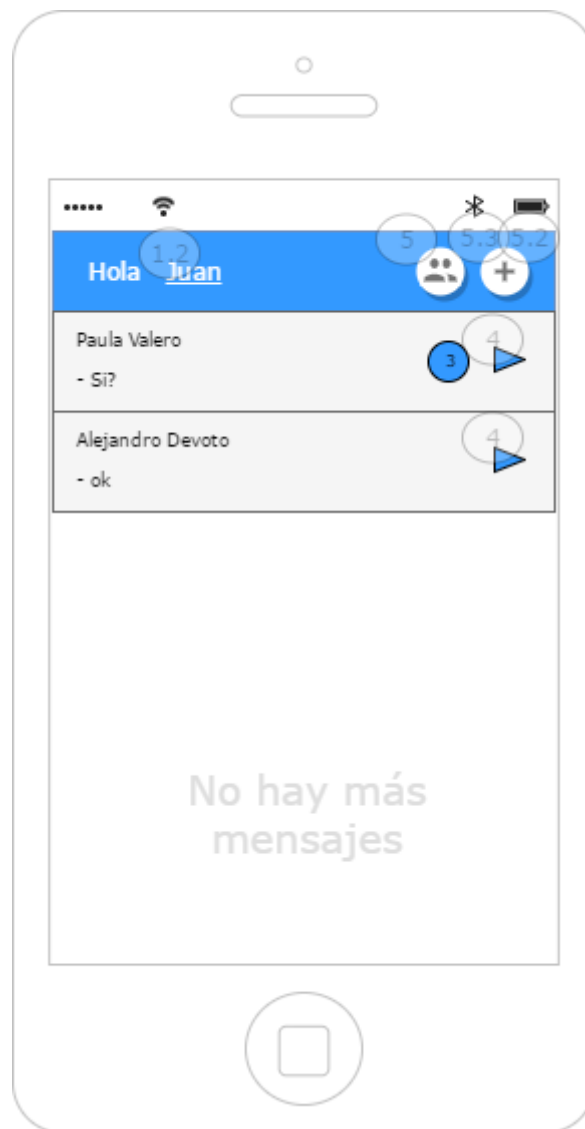 5 5.3 5.2
1.2
Hola Juan
+
Paula Valero
4
3
- Si?
Alejandro Devoto
4
- ok
No hay más
mensajes